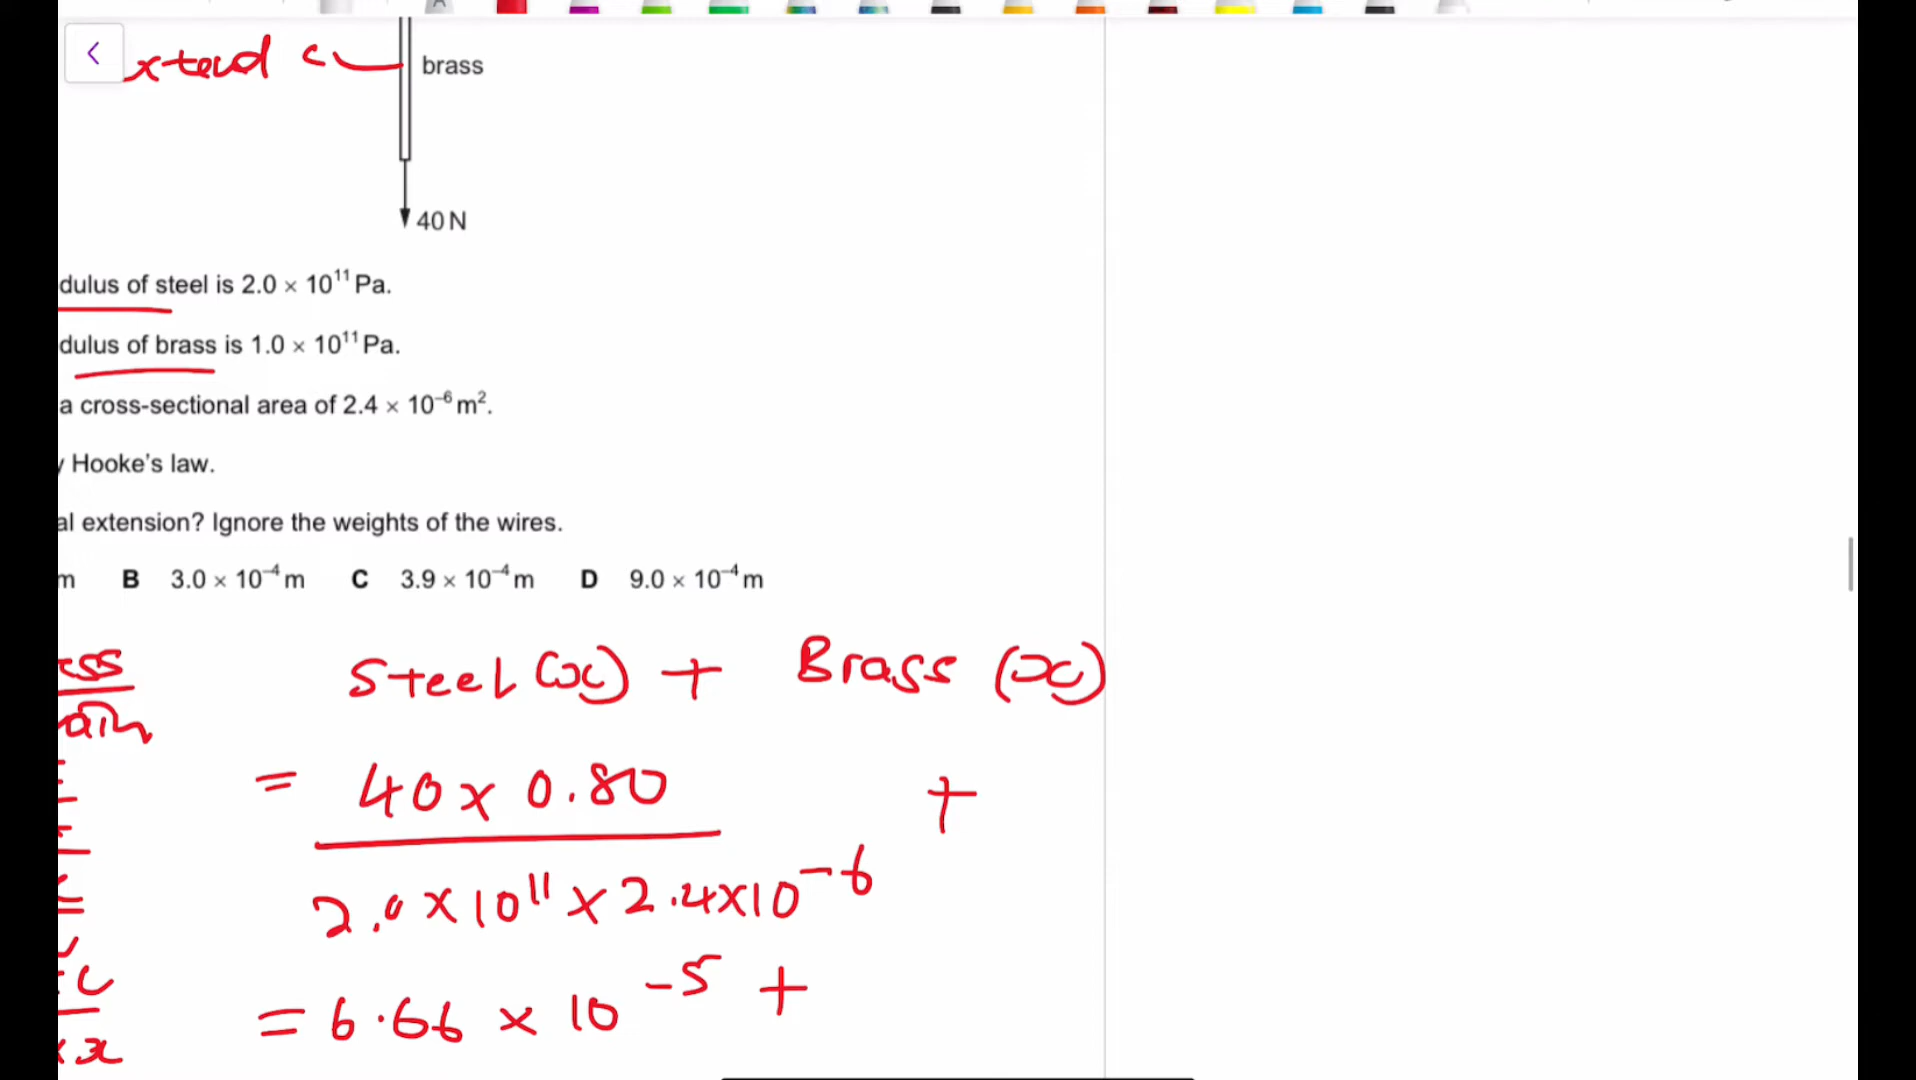 xtend
brass
40 N
dulus of steel is 2.0 × 10¹¹ Pa.
dulus of brass is 1.0 × 10¹¹ Pa.
a cross-sectional area of 2.4 × 10⁻⁶ m².
Hooke's law.
al extension? Ignore the weights of the wires.
m B 3.0 × 10⁻⁴ m C 3.9 × 10⁻⁴ m D 9.0 × 10⁻⁴ m
ess
ain
Steel (x) + Brass (x)
= 40 x 0.80 +
2.0 x 10¹¹ x 2.4 x 10⁻⁶
= 6.66 x 10⁻⁵ +
x